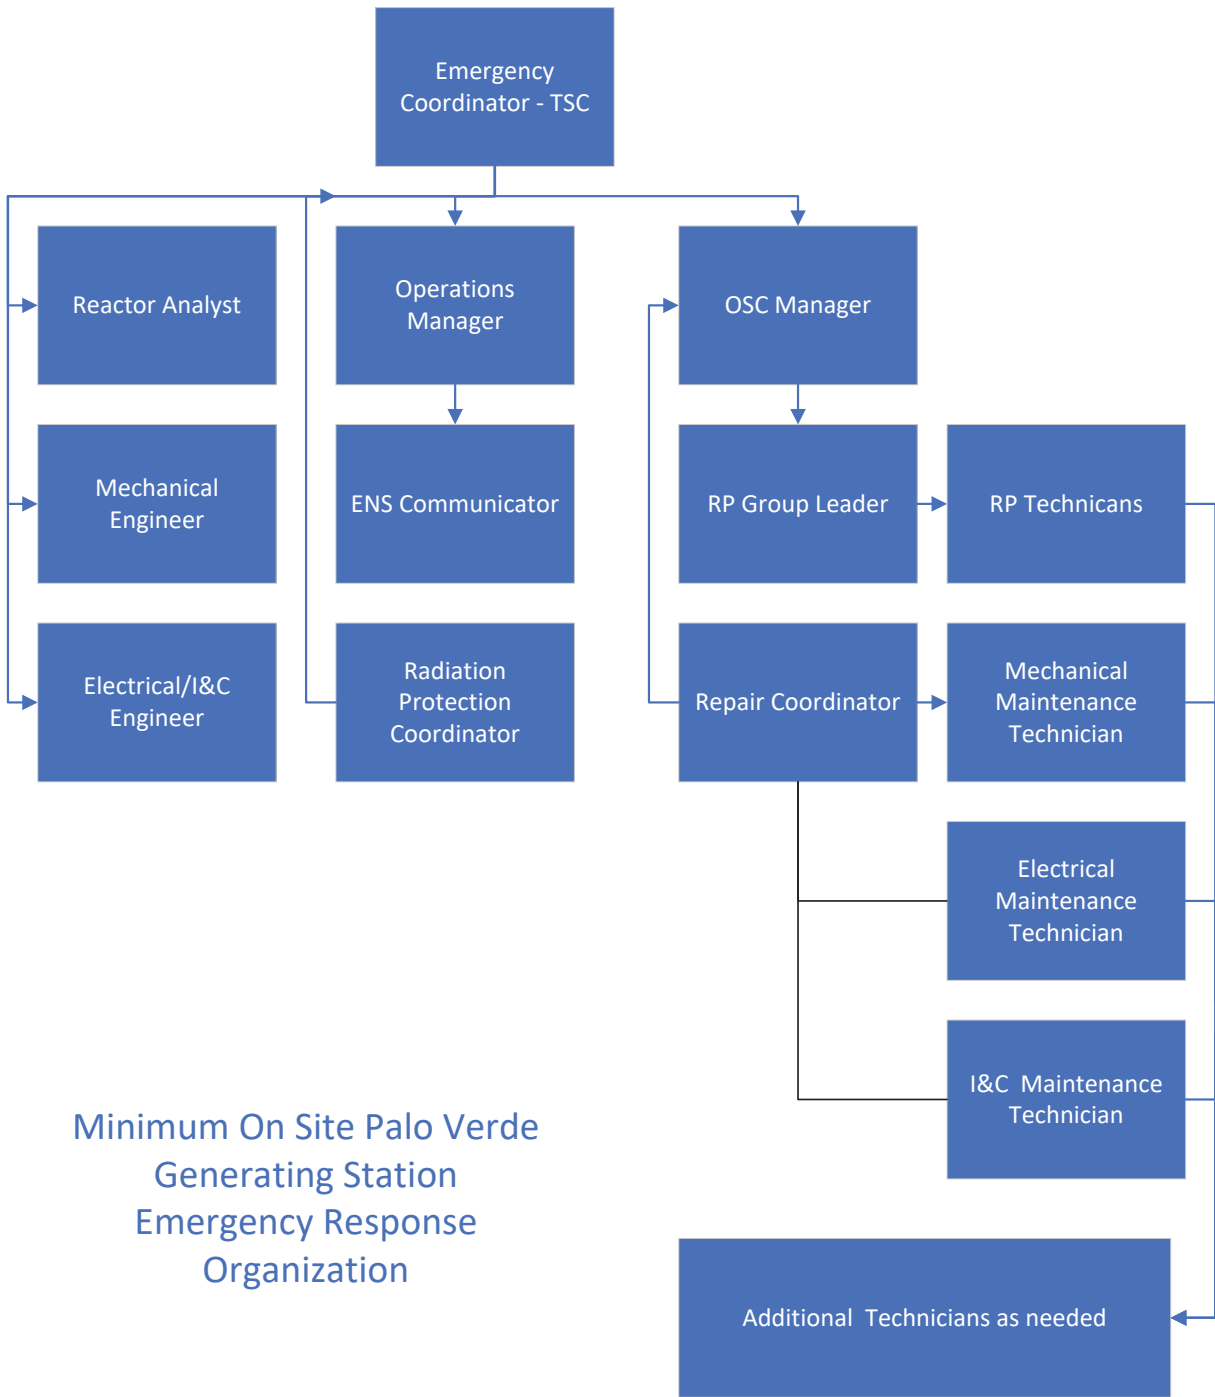 Emergency
Coordinator - TSC
Reactor Analyst
Operations
Manager
OSC Manager
Mechanical
Engineer
ENS Communicator
RP Group Leader
RP Technicans
Electrical/I&C
Engineer
Radiation
Protection
Coordinator
Repair Coordinator
Mechanical
Maintenance
Technician
Electrical
Maintenance
Technician
I&C  Maintenance
Technician
Minimum On Site Palo Verde
Generating Station
Emergency Response
Organization
Additional  Technicians as needed